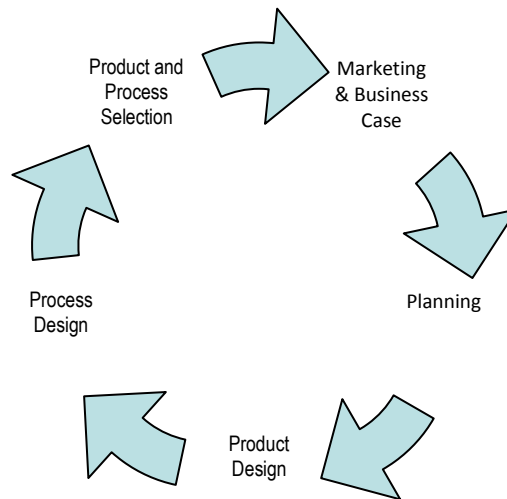 Product and
Process
Selection
Marketing
& Business
Case
Planning
Product
Design
Process
Design